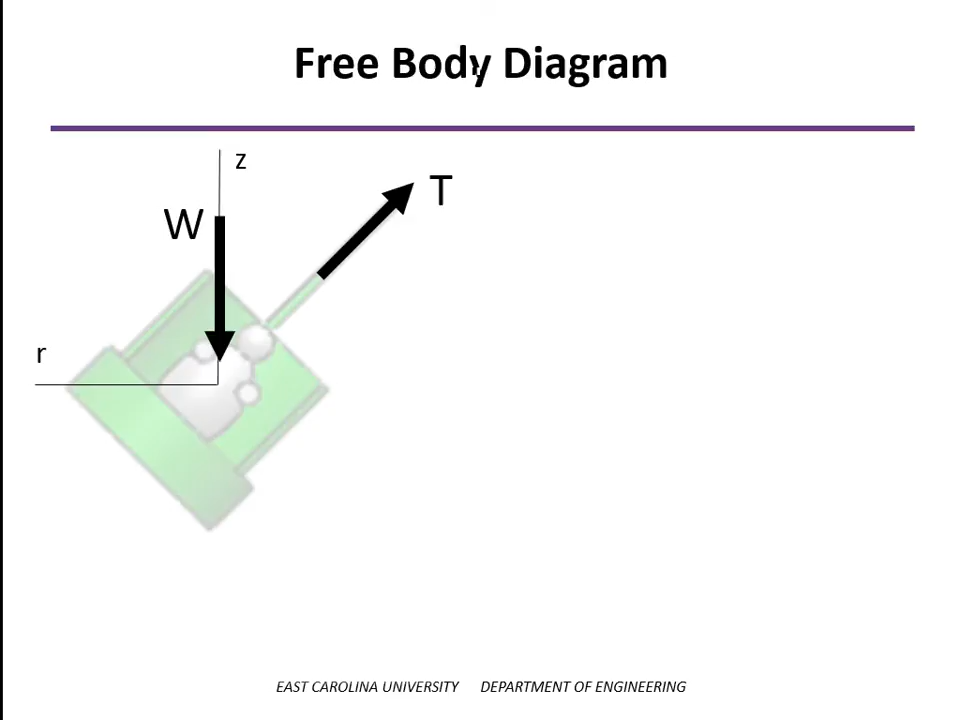 Free Body Diagram
z
T
W
r
EAST CAROLINA UNIVERSITY DEPARTMENT OF ENGINEERING